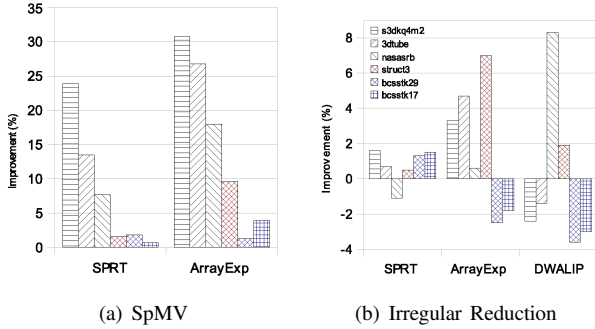 Improvement (%)
35
30
25
20
15
10
5
0
SPRT
ArrayExp
(a) SpMV
Improvement (%)
8
6
4
2
0
-2
-4
s3dkq4m2
3dtube
nasasrb
struct3
bcsstk29
bcsstk17
SPRT
ArrayExp
DWALIP
(b) Irregular Reduction